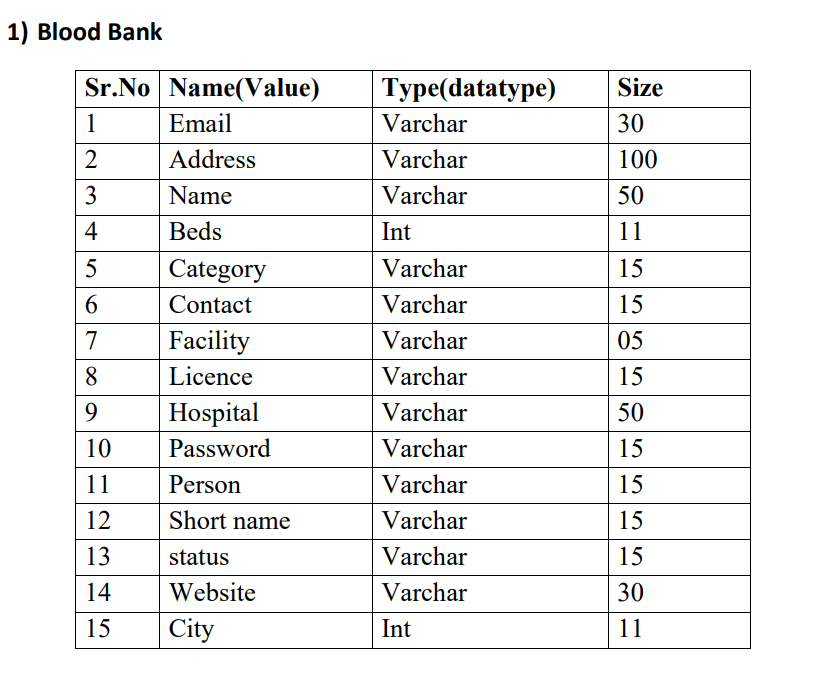 1) Blood Bank
Sr.No Name(Value) Type(datatype) Size
1 Email Varchar 30
2 Address Varchar 100
3 Name Varchar 50
4 Beds Int 11
5 Category Varchar 15
6 Contact Varchar 15
7 Facility Varchar 05
8 Licence Varchar 15
9 Hospital Varchar 50
10 Password Varchar 15
11 Person Varchar 15
12 Short name Varchar 15
13 status Varchar 15
14 Website Varchar 30
15 City Int 11